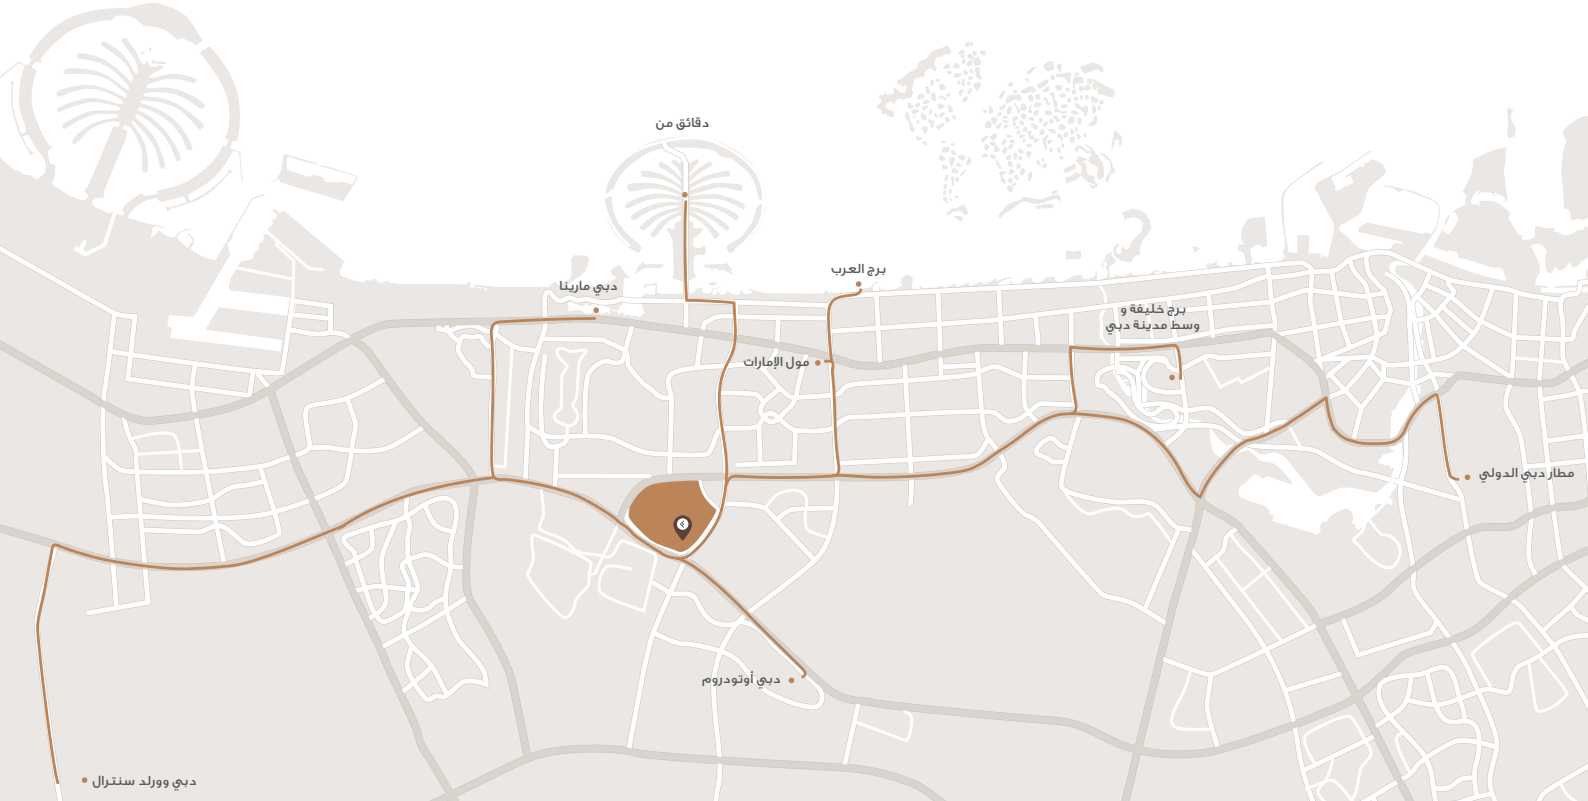 دقائق من
برج العرب
دبي مارينا
برج خليفة و
وسط مدينة دبي
مول الإمارات
مطار دبي الدولي
دبي أوتودروم
دبي وورلد سنترال